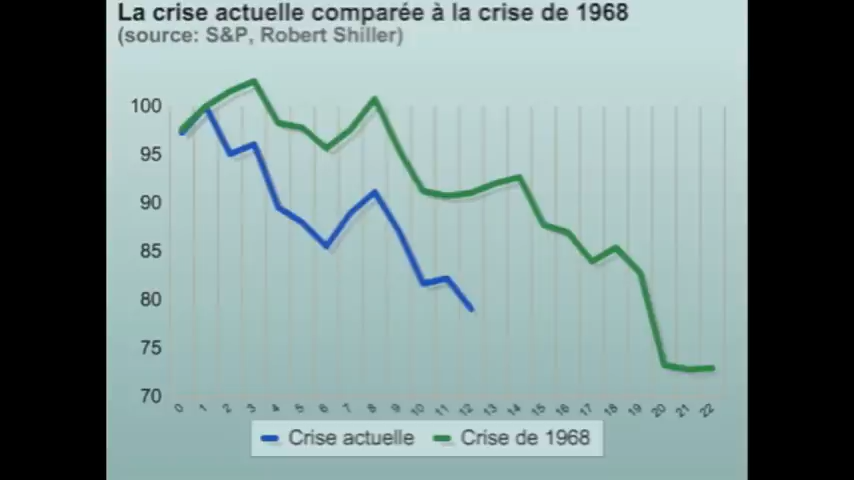 La crise actuelle comparée à la crise de 1968
(source: S&P, Robert Shiller)
100
95
90
85
80
75
70
0 1 2 3 4 5 6 7 8 9 10 11 12 13 14 15 16 17 18 19 20 21 22
Crise actuelle Crise de 1968